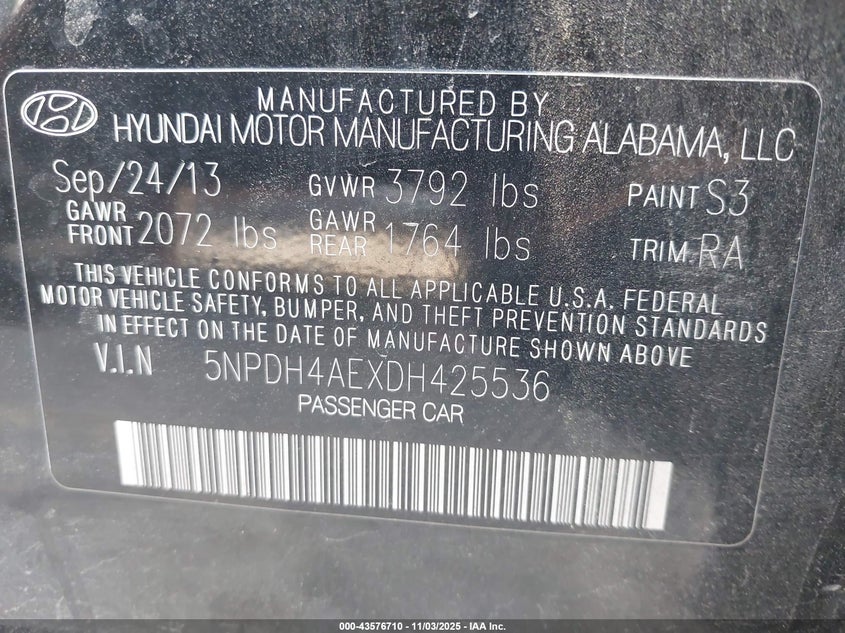 MANUFACTURED BY
HYUNDAI MOTOR MANUFACTURING ALABAMA, LLC
Sep/24/13 GVWR 3792 lbs PAINT S3
GAWR FRONT 2072 lbs GAWR REAR 1764 lbs TRIM RA
THIS VEHICLE CONFORMS TO ALL APPLICABLE U.S.A. FEDERAL
MOTOR VEHICLE SAFETY, BUMPER, AND THEFT PREVENTION STANDARDS
IN EFFECT ON THE DATE OF MANUFACTURE SHOWN ABOVE
V.I.N 5NPDH4AEXDH425536
PASSENGER CAR
000-43576710 - 11/03/2025 - IAA Inc.